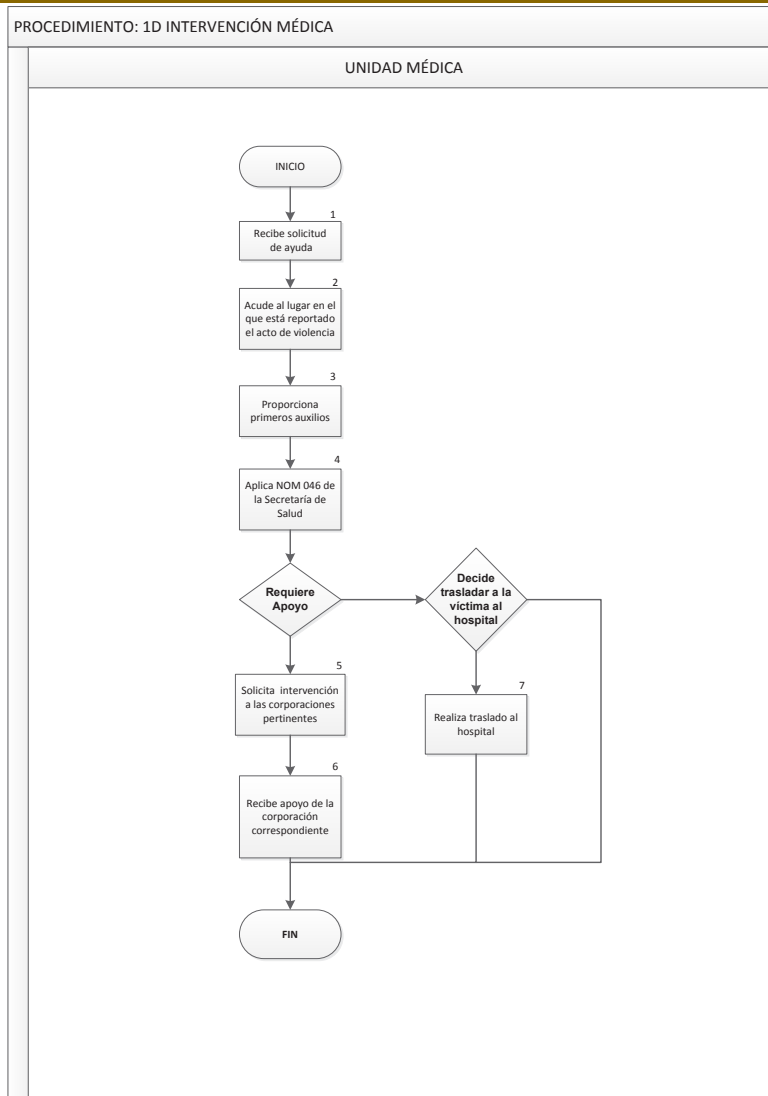 PROCEDIMIENTO: 1D INTERVENCIÓN MÉDICA
UNIDAD MÉDICA
INICIO
1
Recibe solicitud
de ayuda
2
Acude al lugar en el
que está reportado
el acto de violencia
3
Proporciona
primeros auxilios
4
Aplica NOM 046 de
la Secretaría de
Salud
Requiere
Apoyo
Decide
trasladar a la
víctima al
hospital
5
Solicita intervención
a las corporaciones
pertinentes
7
Realiza traslado al
hospital
6
Recibe apoyo de la
corporación
correspondiente
FIN